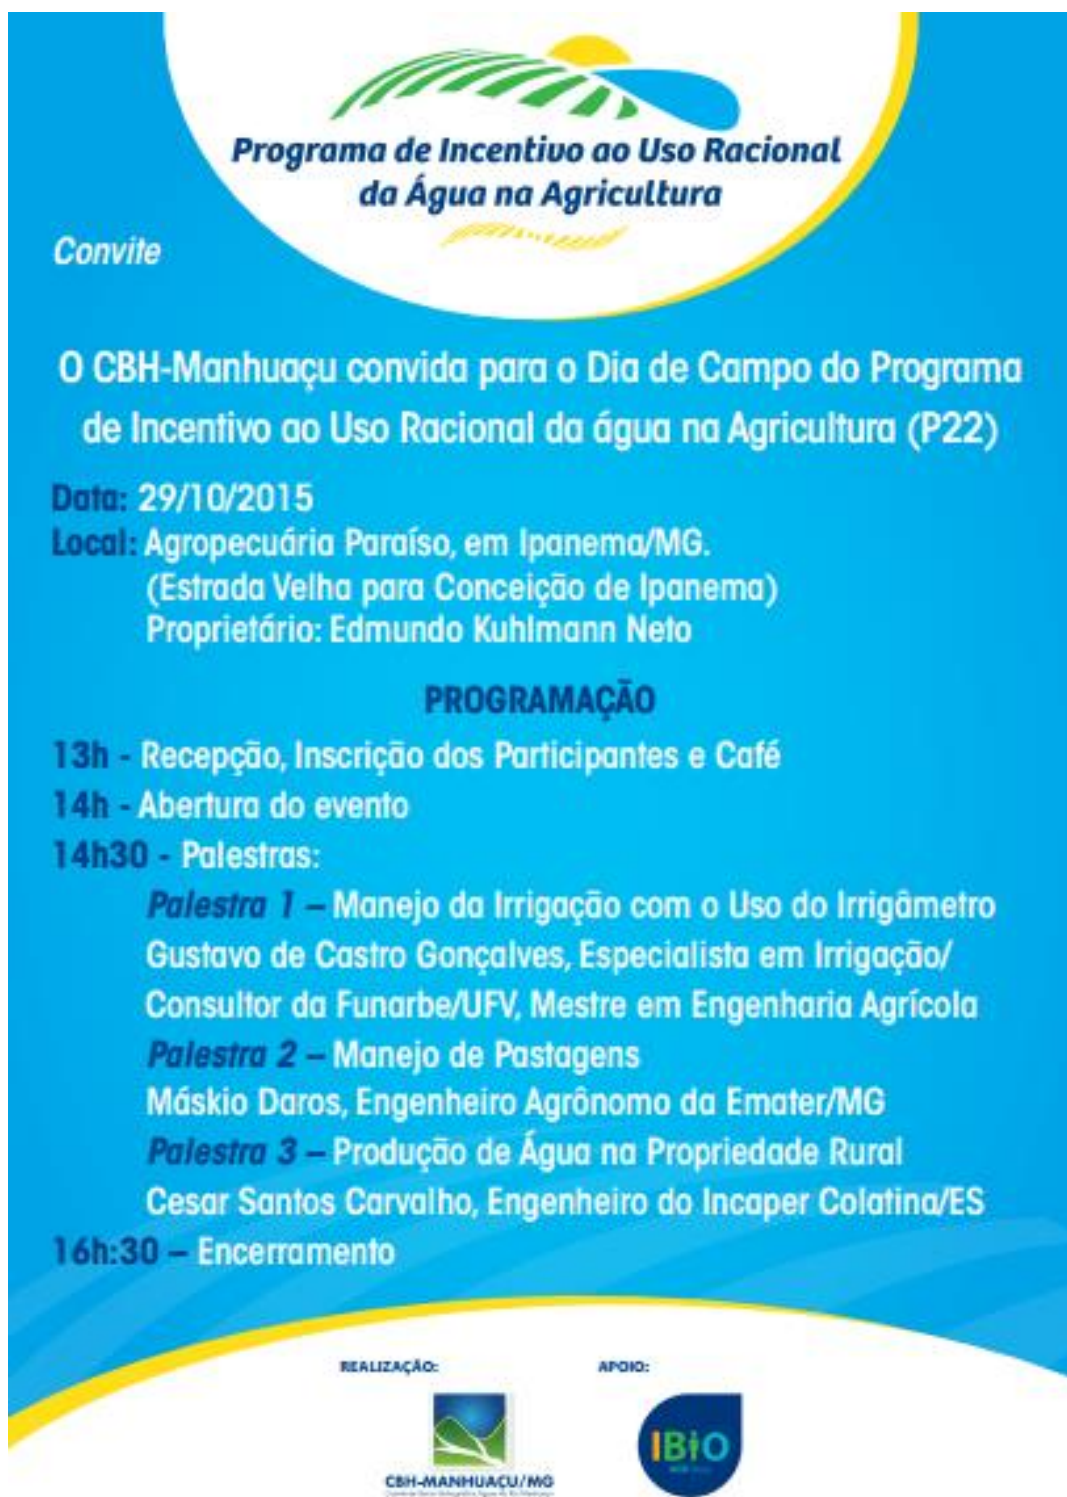 Programa de Incentivo ao Uso Racional
da Água na Agricultura
Convite
O CBH-Manhuaçu convida para o Dia de Campo do Programa
de Incentivo ao Uso Racional da água na Agricultura (P22)
Data: 29/10/2015
Local: Agropecuária Paraíso, em Ipanema/MG.
(Estrada Velha para Conceição de Ipanema)
Proprietário: Edmundo Kuhlmann Neto
PROGRAMAÇÃO
13h - Recepção, Inscrição dos Participantes e Café
14h - Abertura do evento
14h30 - Palestras:
Palestra 1 – Manejo da Irrigação com o Uso do Irrigâmetro
Gustavo de Castro Gonçalves, Especialista em Irrigação/
Consultor da Funarbe/UFV, Mestre em Engenharia Agrícola
Palestra 2 – Manejo de Pastagens
Máskio Daros, Engenheiro Agrônomo da Emater/MG
Palestra 3 – Produção de Água na Propriedade Rural
Cesar Santos Carvalho, Engenheiro do Incaper Colatina/ES
16h:30 – Encerramento
REALIZAÇÃO: APOIO:
IBiO
CBH-MANHUAÇU/MG